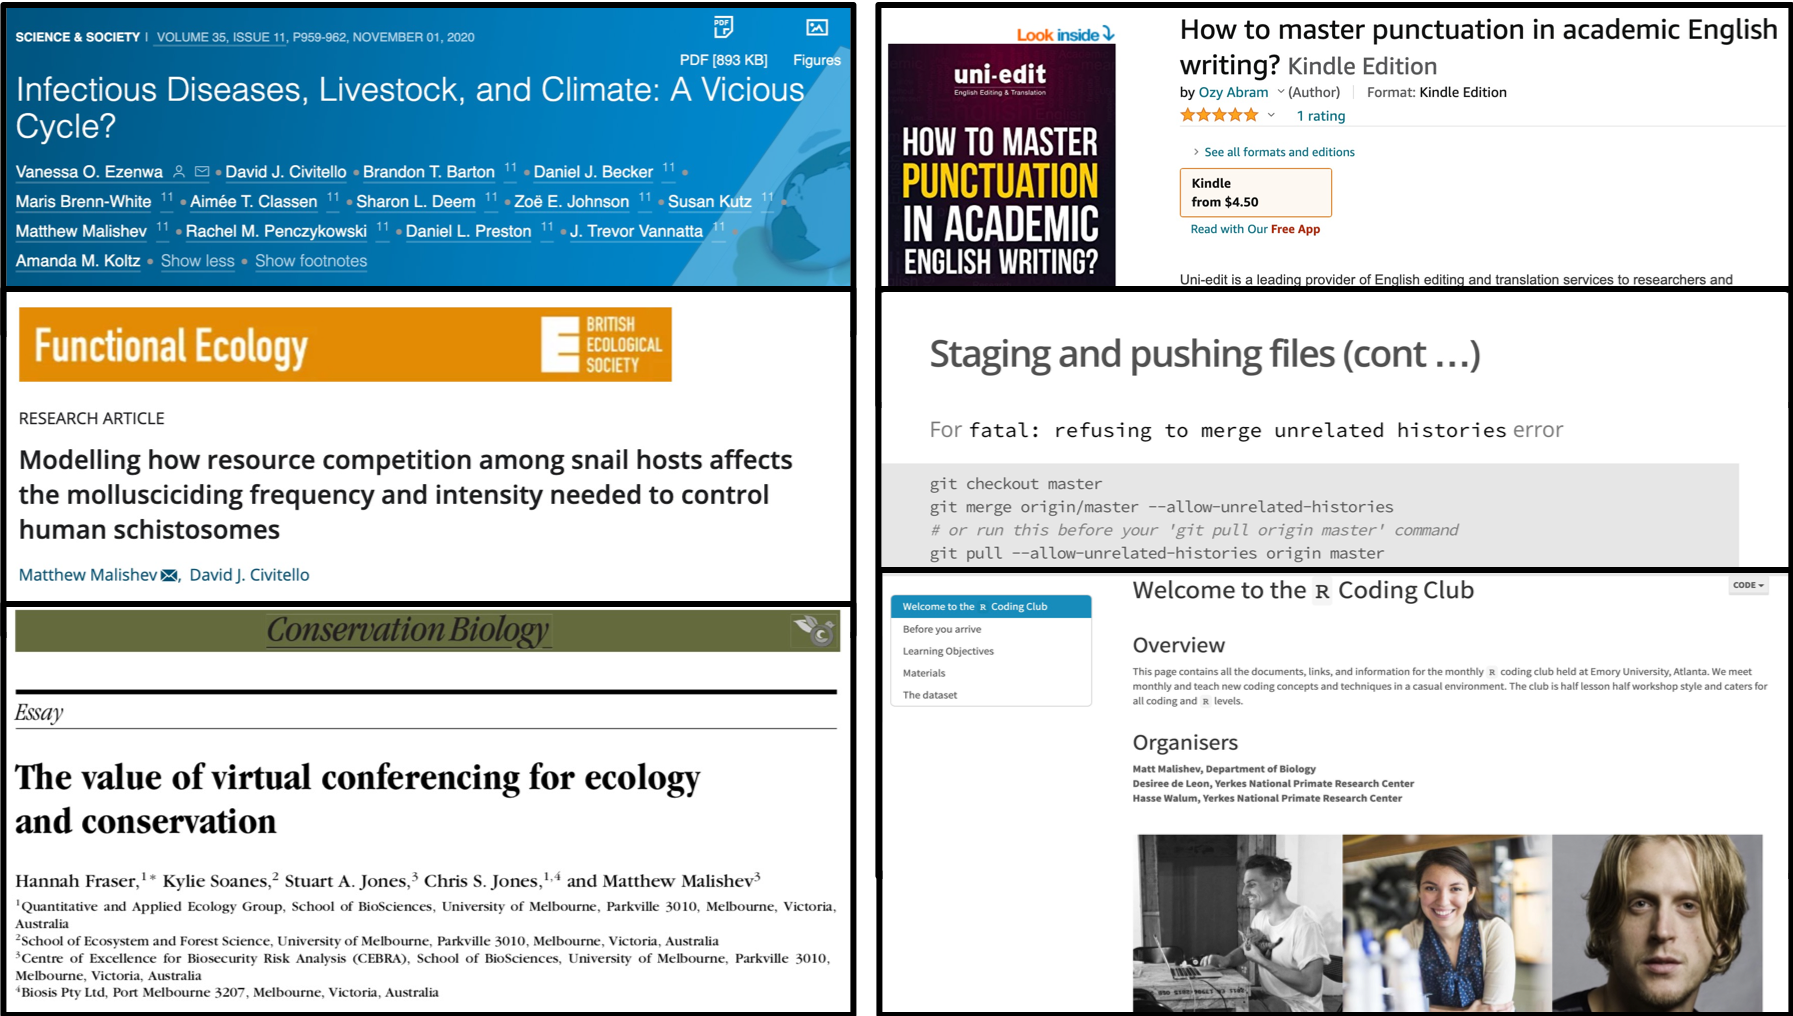 SCIENCE & SOCIETY | VOLUME 35, ISSUE 11, P959-962, NOVEMBER 01, 2020
PDF
PDF [893 KB]
Figures
Infectious Diseases, Livestock, and Climate: A Vicious
Cycle?
Vanessa O. Ezenwa • David J. Civitello • Brandon T. Barton 11 • Daniel J. Becker 11 •
Maris Brenn-White 11 • Aimée T. Classen 11 • Sharon L. Deem 11 • Zoë E. Johnson 11 • Susan Kutz 11 •
Matthew Malishev 11 • Rachel M. Penczykowski 11 • Daniel L. Preston 11 • J. Trevor Vannatta 11 •
Amanda M. Koltz • Show less • Show footnotes
Functional Ecology
BRITISH
ECOLOGICAL
SOCIETY
RESEARCH ARTICLE
Modelling how resource competition among snail hosts affects
the mollusciciding frequency and intensity needed to control
human schistosomes
Matthew Malishev, David J. Civitello
Conservation Biology
Essay
The value of virtual conferencing for ecology
and conservation
Hannah Fraser,1* Kylie Soanes,2 Stuart A. Jones,3 Chris S. Jones,1,4 and Matthew Malishev3
1Quantitative and Applied Ecology Group, School of BioSciences, University of Melbourne, Parkville 3010, Melbourne, Victoria,
Australia
2School of Ecosystem and Forest Science, University of Melbourne, Parkville 3010, Melbourne, Victoria, Australia
3Centre of Excellence for Biosecurity Risk Analysis (CEBRA), School of BioSciences, University of Melbourne, Parkville 3010,
Melbourne, Victoria, Australia
4Biosis Pty Ltd, Port Melbourne 3207, Melbourne, Victoria, Australia
Look inside
uni-edit
English Editing & Translation
HOW TO MASTER
PUNCTUATION
IN ACADEMIC
ENGLISH WRITING?
How to master punctuation in academic English
writing? Kindle Edition
by Ozy Abram (Author) | Format: Kindle Edition
1 rating
See all formats and editions
Kindle
from $4.50
Read with Our Free App
Uni-edit is a leading provider of English editing and translation services to researchers and
Staging and pushing files (cont ...)
For fatal: refusing to merge unrelated histories error
git checkout master
git merge origin/master --allow-unrelated-histories
# or run this before your 'git pull origin master' command
git pull --allow-unrelated-histories origin master
Welcome to the R Coding Club
Before you arrive
Learning Objectives
Materials
The dataset
Welcome to the R Coding Club
CODE
Overview
This page contains all the documents, links, and information for the monthly R coding club held at Emory University, Atlanta. We meet
monthly and teach new coding concepts and techniques in a casual environment. The club is half lesson half workshop style and caters for
all coding and R levels.
Organisers
Matt Malishev, Department of Biology
Desiree de Leon, Yerkes National Primate Research Center
Hasse Walum, Yerkes National Primate Research Center